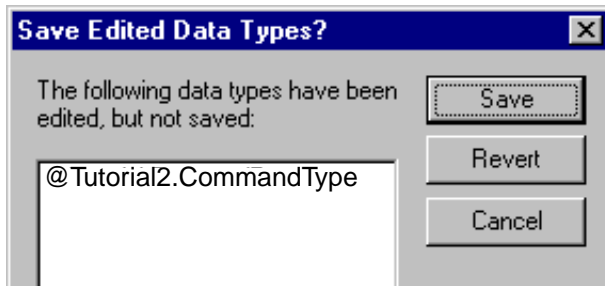 Save Edited Data Types?
The following data types have been
edited, but not saved:
@Tutorial2.CommandType
Save
Revert
Cancel